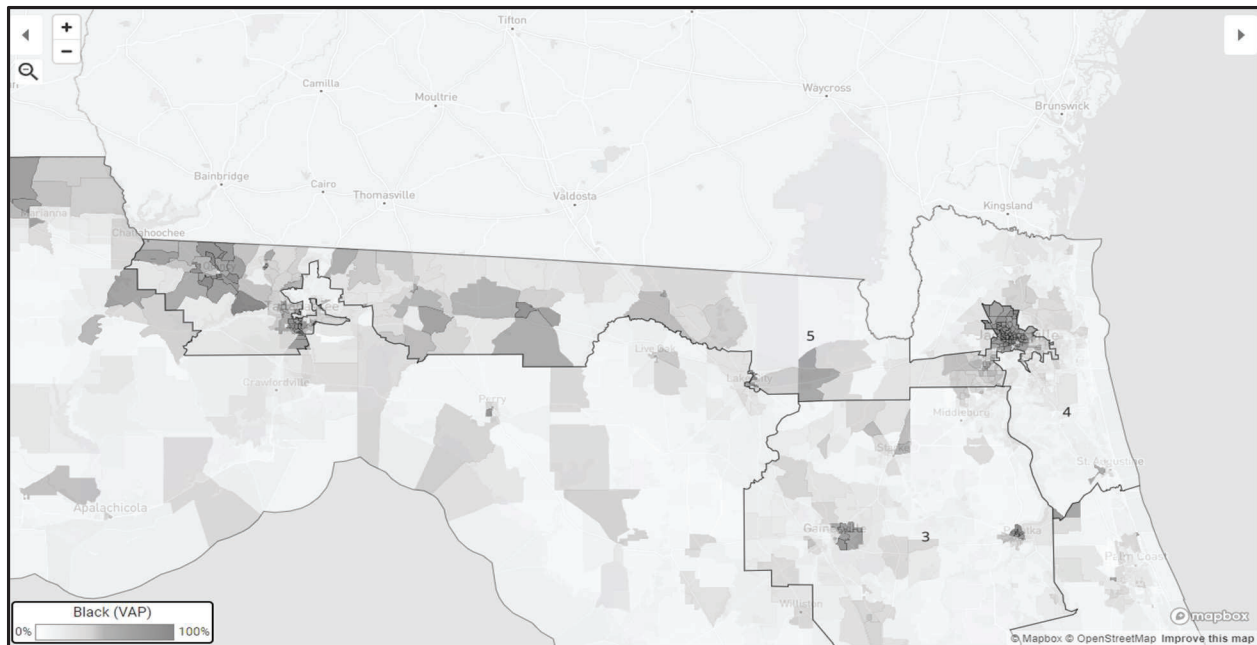 Tifton
+
−
Camilla
Moultrie
Waycross
Brunswick
Bainbridge
Cairo
Thomasville
Valdosta
Kingsland
Marianna
Chattahoochee
5
Live Oak
Lake City
Crawfordville
Perry
Middleburg
4
St. Augustine
Apalachicola
3
Palatka
Palm Coast
Williston
Black (VAP)
0%
100%
mapbox
© Mapbox © OpenStreetMap Improve this map